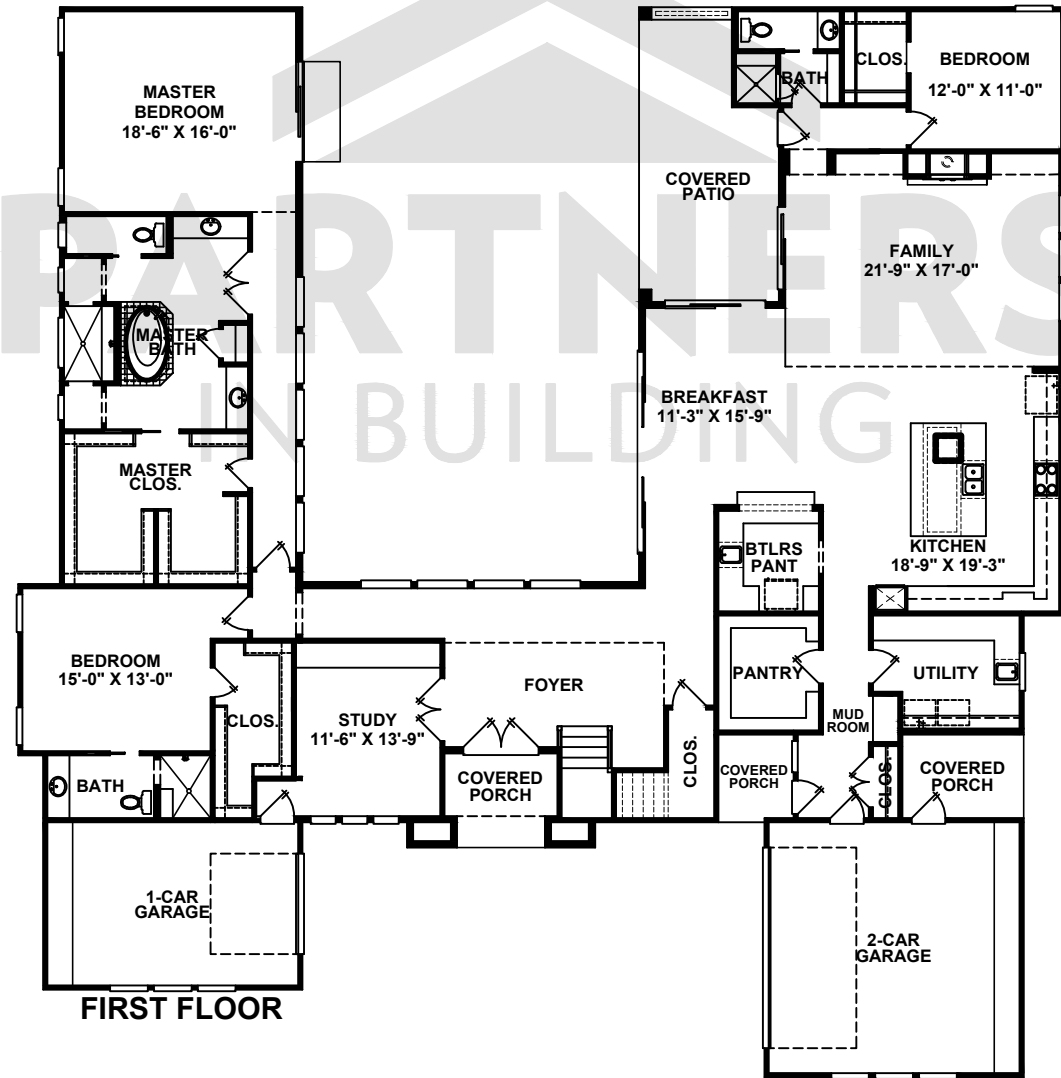 MASTER
BEDROOM
18'-6" X 16'-0"
BATH
CLOS.
BEDROOM
12'-0" X 11'-0"
COVERED
PATIO
FAMILY
21'-9" X 17'-0"
PARTNERS
IN BUILDING
MASTER
BATH
BREAKFAST
11'-3" X 15'-9"
MASTER
CLOS.
BTLRS
PANT
KITCHEN
18'-9" X 19'-3"
BEDROOM
15'-0" X 13'-0"
CLOS.
STUDY
11'-6" X 13'-9"
FOYER
PANTRY
UTILITY
MUD
ROOM
BATH
COVERED
PORCH
CLOS.
COVERED
PORCH
CLOS.
COVERED
PORCH
1-CAR
GARAGE
2-CAR
GARAGE
FIRST FLOOR